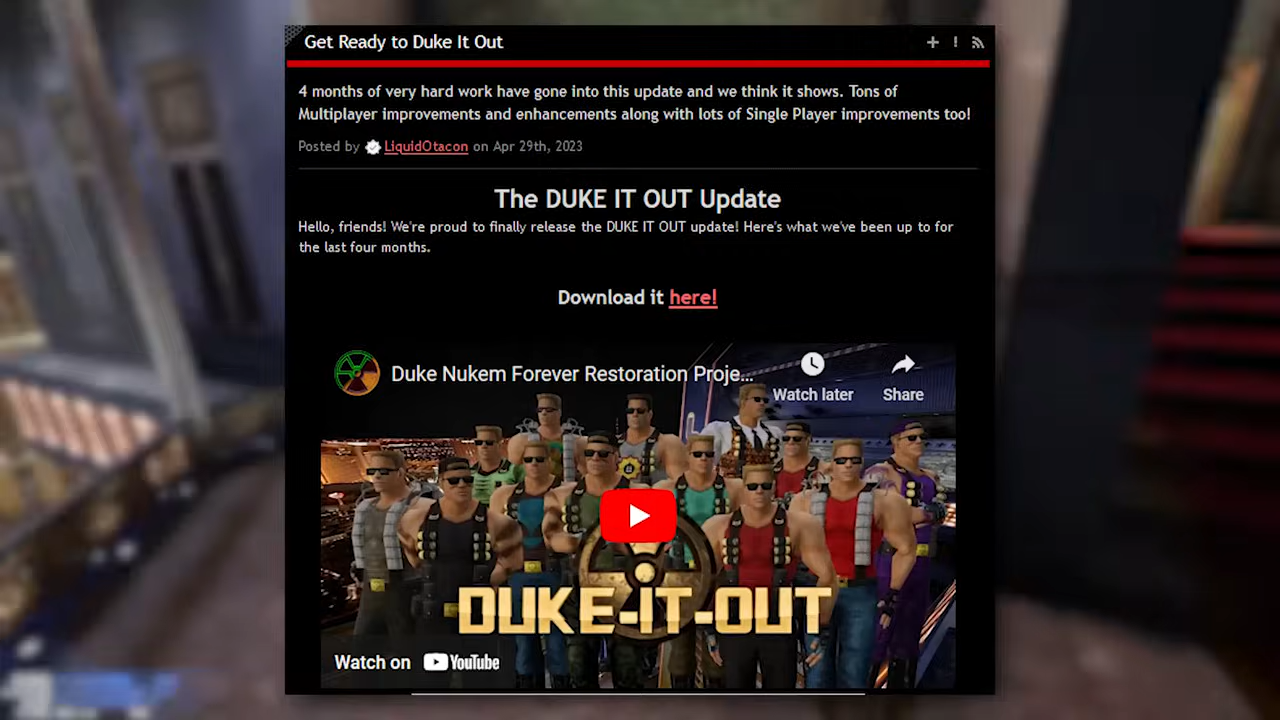 Get Ready to Duke It Out
4 months of very hard work have gone into this update and we think it shows. Tons of
Multiplayer improvements and enhancements along with lots of Single Player improvements too!
Posted by LiquidOtacon on Apr 29th, 2023
The DUKE IT OUT Update
Hello, friends! We're proud to finally release the DUKE IT OUT update! Here's what we've been up to for
the last four months.
Download it here!
Duke Nukem Forever Restoration Proje...
Watch later
Share
DUKE-IT-OUT
Watch on YouTube